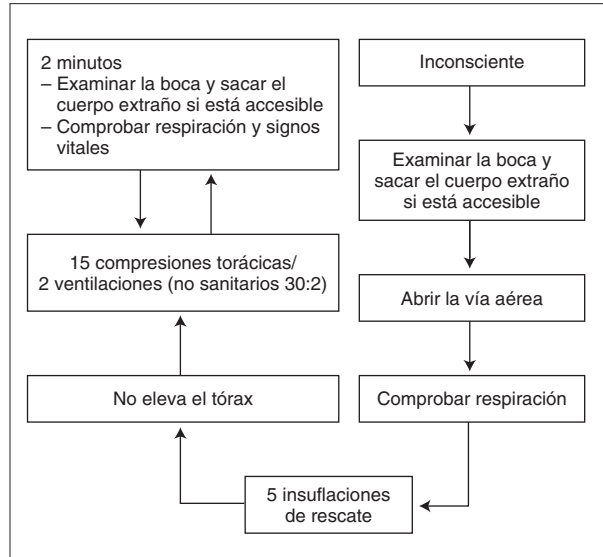 2 minutos
– Examinar la boca y sacar el
cuerpo extraño si está accesible
– Comprobar respiración y signos
vitales
15 compresiones torácicas/
2 ventilaciones (no sanitarios 30:2)
No eleva el tórax
Inconsciente
Examinar la boca y
sacar el cuerpo extraño
si está accesible
Abrir la vía aérea
Comprobar respiración
5 insuflaciones
de rescate